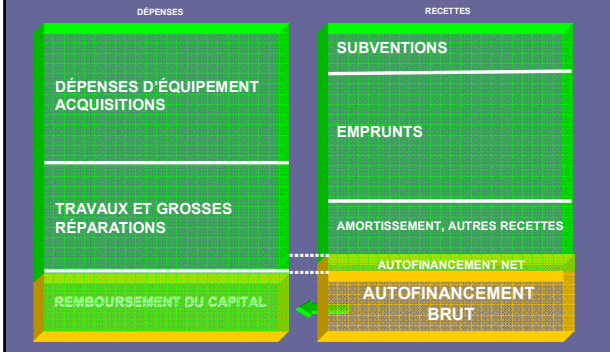 DÉPENSES
DÉPENSES D'ÉQUIPEMENT
ACQUISITIONS
TRAVAUX ET GROSSES
RÉPARATIONS
REMBOURSEMENT DU CAPITAL
RECETTES
SUBVENTIONS
EMPRUNTS
AMORTISSEMENT, AUTRES RECETTES
AUTOFINANCEMENT NET
AUTOFINANCEMENT
BRUT